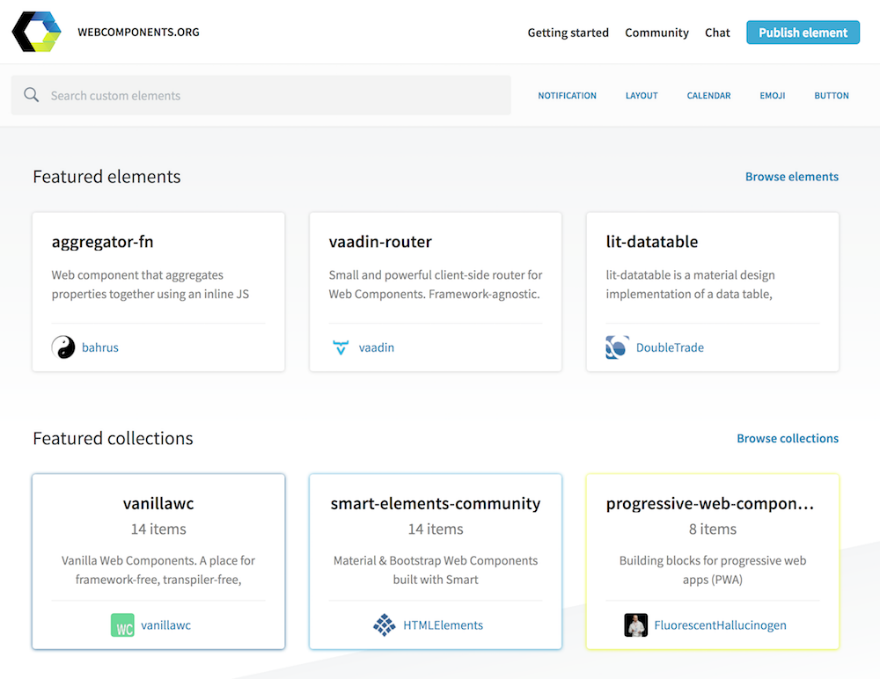 WEBCOMPONENTS.ORG
Getting started
Community
Chat
Publish element
Search custom elements
NOTIFICATION
LAYOUT
CALENDAR
EMOJI
BUTTON
Featured elements
Browse elements
aggregator-fn
Web component that aggregates
properties together using an inline JS
bahrus
vaadin-router
Small and powerful client-side router for
Web Components. Framework-agnostic.
vaadin
lit-datatable
lit-datatable is a material design
implementation of a data table,
DoubleTrade
Featured collections
Browse collections
vanillawc
14 items
Vanilla Web Components. A place for
framework-free, transpiler-free,
WC
vanillawc
smart-elements-community
14 items
Material & Bootstrap Web Components
built with Smart
HTMLElements
progressive-web-compon...
8 items
Building blocks for progressive web
apps (PWA)
FluorescentHallucinogen